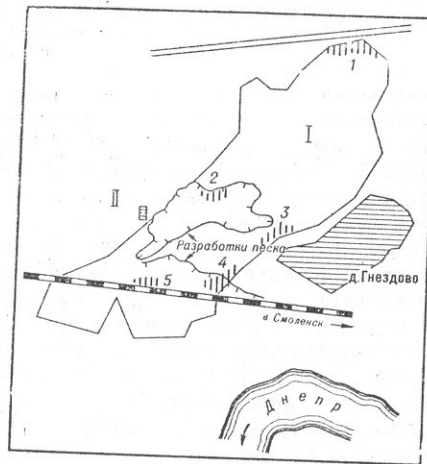 1
I
2
II
3
Разработки песка
д.Гнездово
4
5
в Смоленск
Днепр